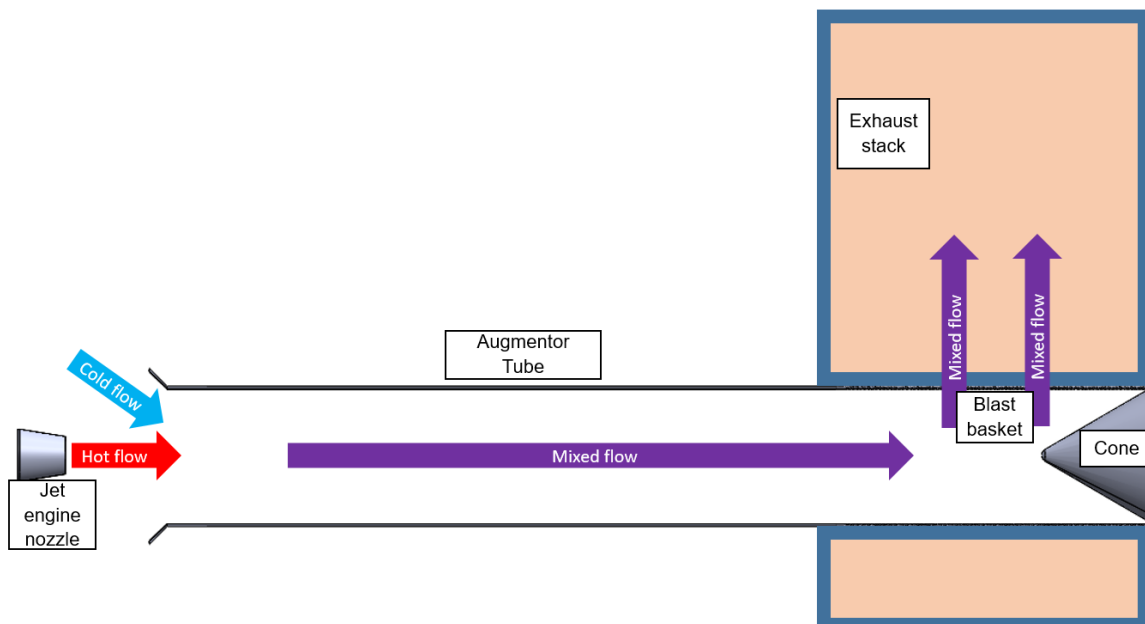 Exhaust
stack
Mixed flow
Mixed flow
Augmentor
Tube
Cold flow
Blast
basket
Hot flow
Mixed flow
Cone
Jet
engine
nozzle